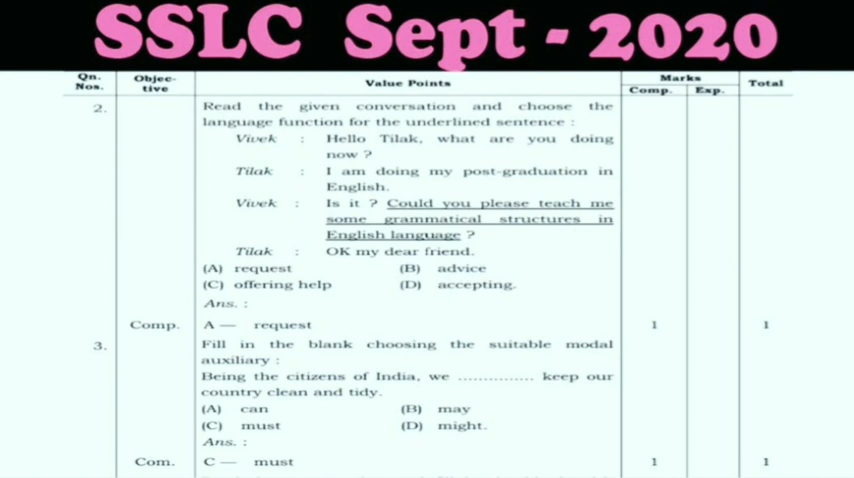 SSLC Sept - 2020
Qn. Nos. Objec- tive Value Points Marks Comp. Exp. Total
2. Read the given conversation and choose the
language function for the underlined sentence :
Vivek : Hello Tilak, what are you doing
now ?
Tilak : I am doing my post-graduation in
English.
Vivek : Is it ? Could you please teach me
some grammatical structures in
English language ?
Tilak : OK my dear friend.
(A) request (B) advice
(C) offering help (D) accepting.
Ans. :
Comp. A — request 1 1
3. Fill in the blank choosing the suitable modal
auxiliary :
Being the citizens of India, we .............. keep our
country clean and tidy.
(A) can (B) may
(C) must (D) might.
Ans. :
Com. C — must 1 1